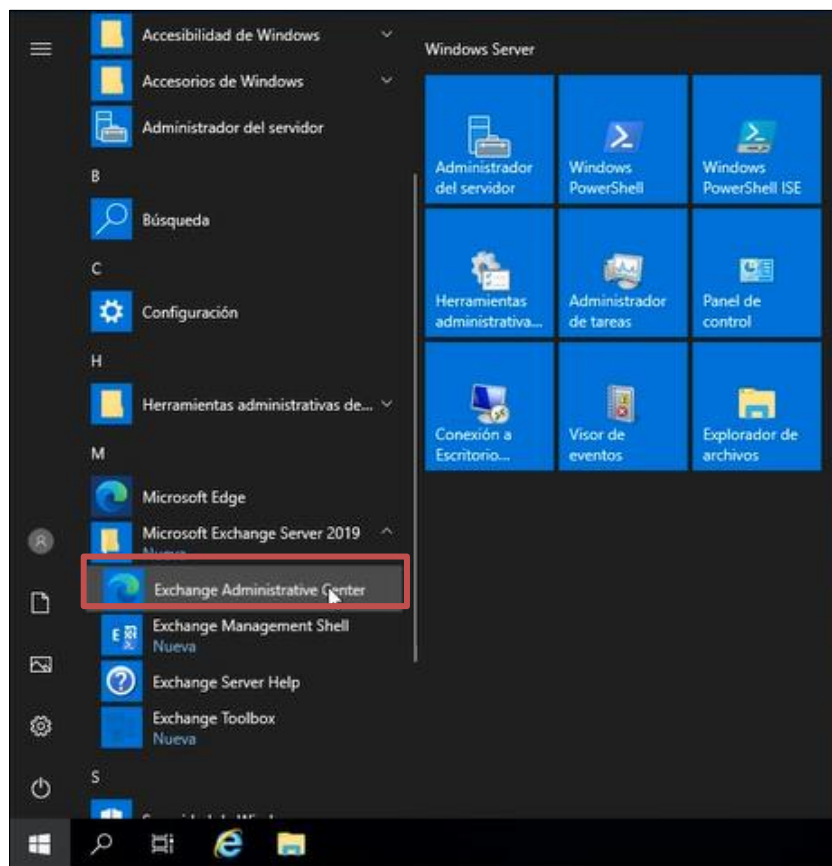 Accesibilidad de Windows
Accesorios de Windows
Administrador del servidor
B
Búsqueda
C
Configuración
H
Herramientas administrativas de...
M
Microsoft Edge
Microsoft Exchange Server 2019
Nueva
Exchange Administrative Center
Exchange Management Shell
Nueva
Exchange Server Help
Exchange Toolbox
Nueva
S
Windows Server
Administrador
del servidor
Windows
PowerShell
Windows
PowerShell ISE
Herramientas
administrativa...
Administrador
de tareas
Panel de
control
Conexión a
Escritorio...
Visor de
eventos
Explorador de
archivos